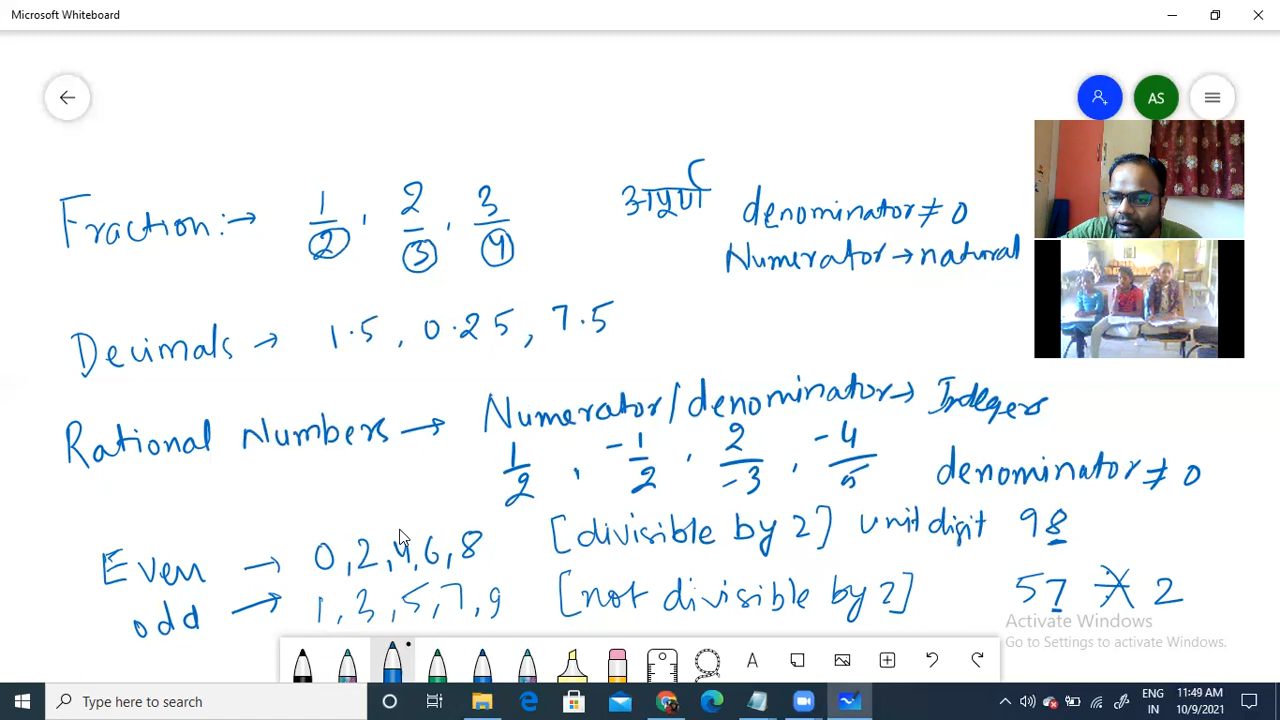 Microsoft Whiteboard
AS
Fraction:→ 1/2, 2/3, 3/4
denominator ≠ 0
Numerator → natural
Decimals → 1.5, 0.25, 7.5
Rational Numbers → Numerator/denominator → Integers
1/2, -1/2, 2/-3, -4/5 denominator ≠ 0
Even → 0,2,4,6,8 [divisible by 2] unit digit 98
odd → 1,3,5,7,9 [not divisible by 2] 57 ÷ 2
Activate Windows
Go to Settings to activate Windows.
A
Type here to search
ENG
IN
11:49 AM
10/9/2021